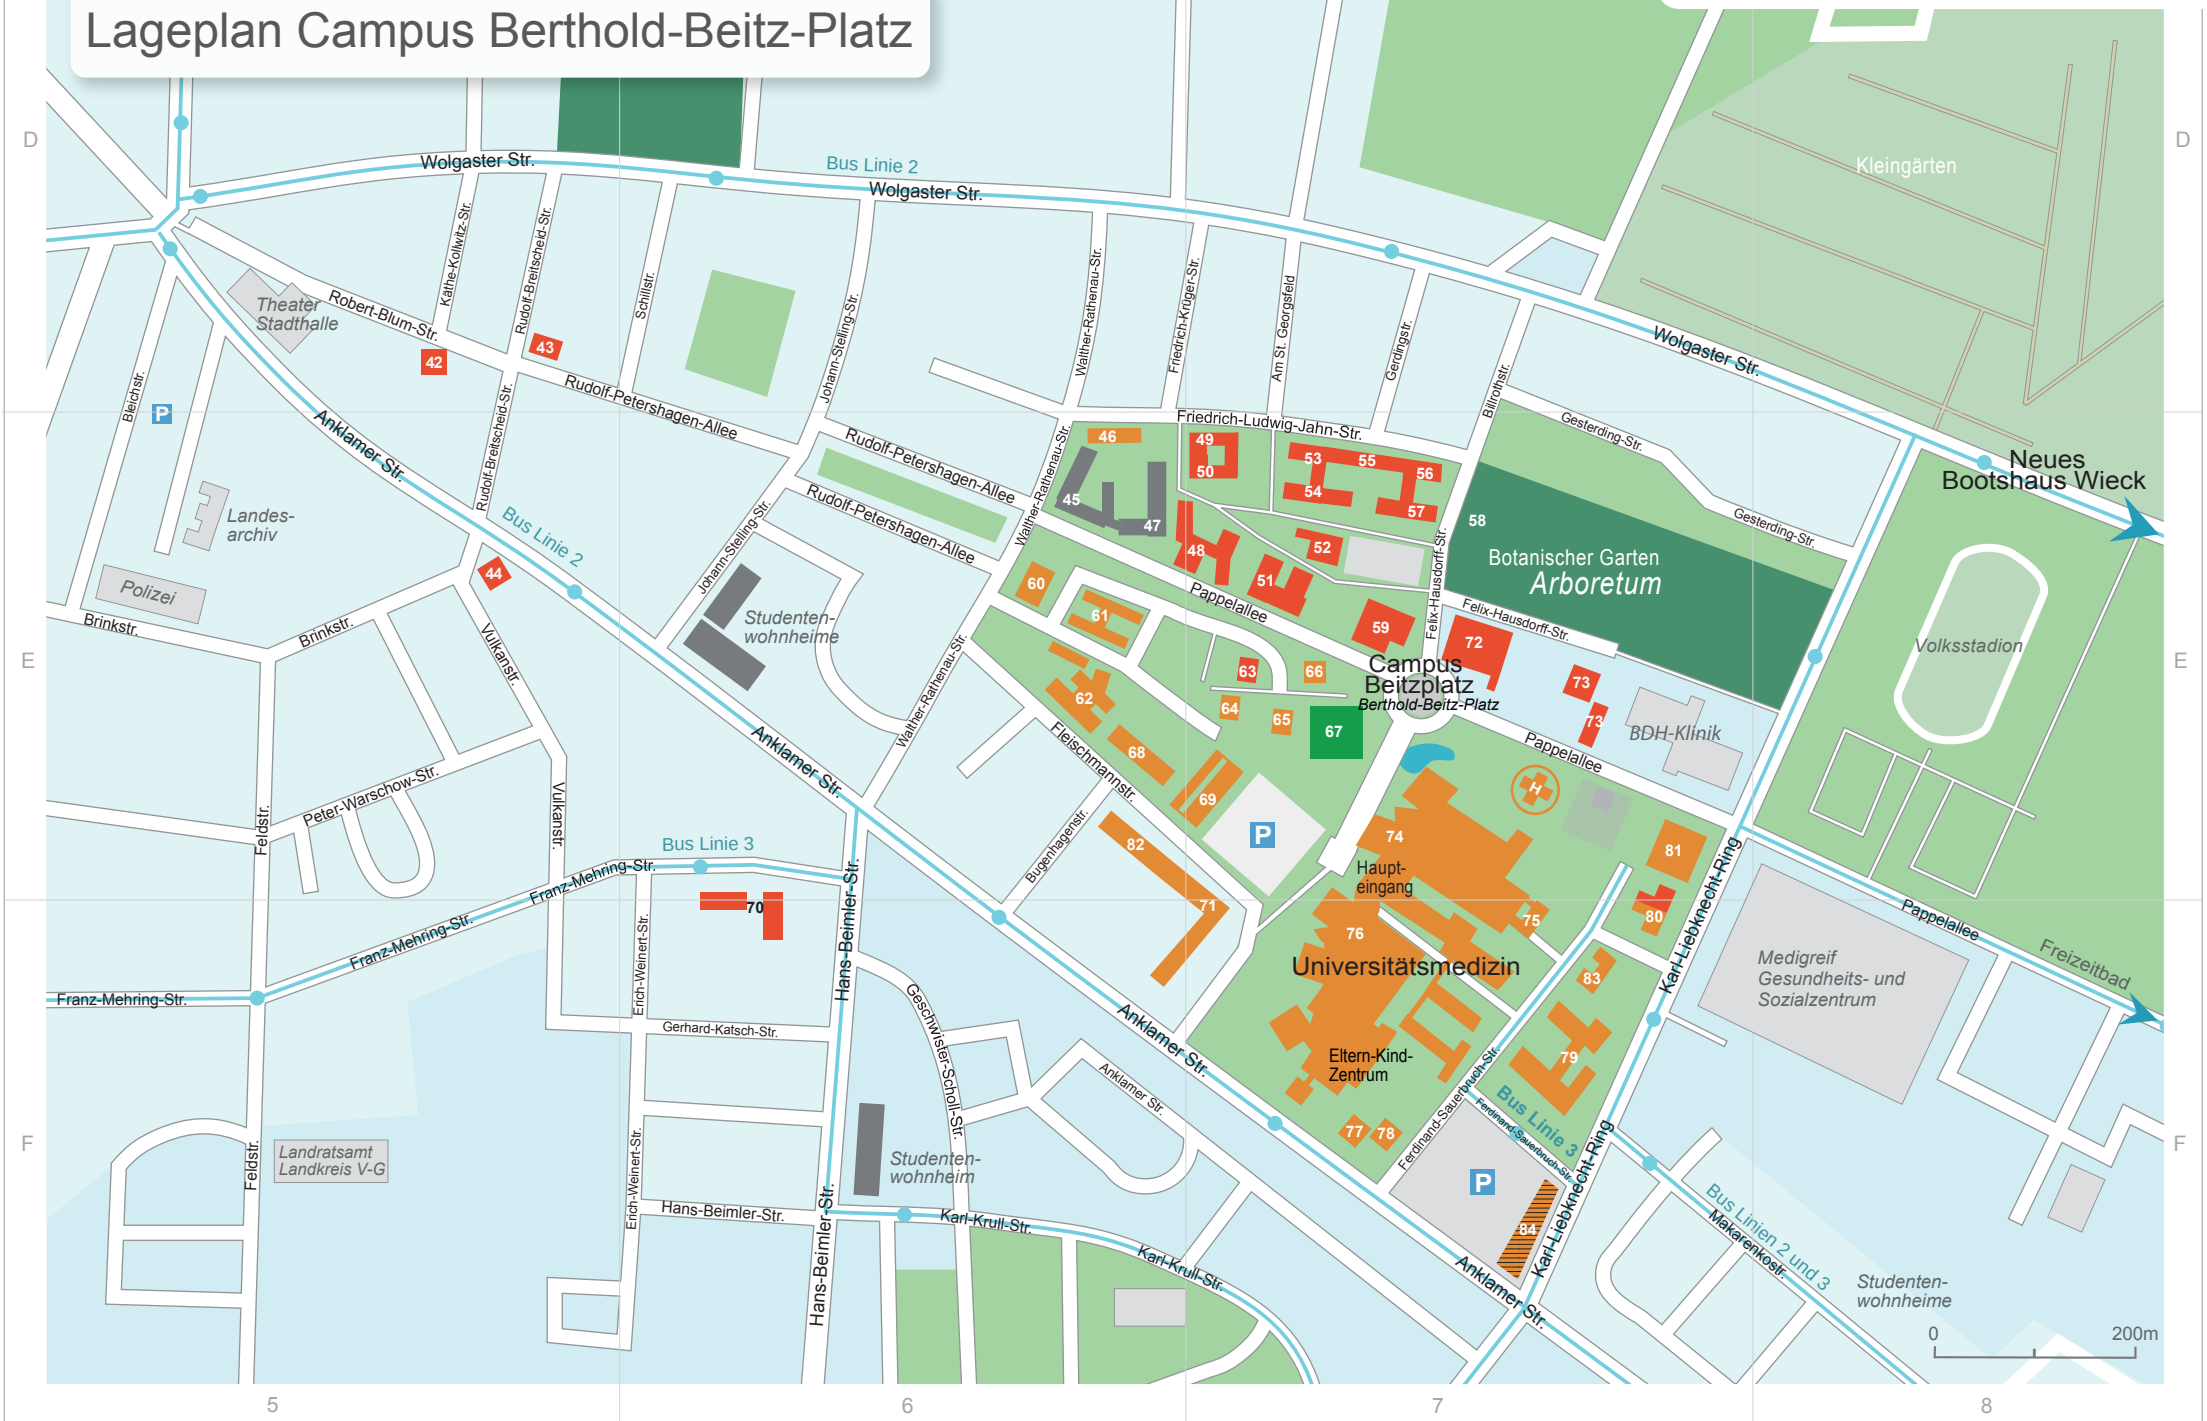 Lageplan Campus Berthold-Beitz-Platz
D
D
Wolgaster Str.
Bus Linie 2
Wolgaster Str.
Kleingärten
Käthe-Kollwitz-Str.
Rudolf-Breitscheid-Str.
Schillstr.
Johann-Stelling-Str.
Walther-Rathenau-Str.
Friedrich-Krüger-Str.
Am St. Georgsfeld
Gerdingstr.
Billrothstr.
Wolgaster Str.
Theater
Stadthalle
Robert-Blum-Str.
42
43
Bleichstr.
P
Anklamer Str.
Rudolf-Breitscheid-Str.
Rudolf-Petershagen-Allee
Rudolf-Petershagen-Allee
Rudolf-Petershagen-Allee
Walther-Rathenau-Str.
Friedrich-Ludwig-Jahn-Str.
Gesterding-Str.
Gesterding-Str.
46
49
50
53
55
56
54
57
45
47
48
52
51
58
Botanischer Garten
Arboretum
Neues
Bootshaus Wieck
Landes-
archiv
Polizei
Bus Linie 2
44
Johann-Stelling-Str.
Studenten-
wohnheime
Brinkstr.
Brinkstr.
Vulkanstr.
60
61
Pappelallee
59
Felix-Hausdorff-Str.
Felix-Hausdorff-Str.
72
73
73
BDH-Klinik
Volksstadion
E
E
Campus
Beitzplatz
Berthold-Beitz-Platz
62
63
66
64
65
67
68
69
Walther-Rathenau-Str.
Fleischmannstr.
Anklamer Str.
Pappelallee
H
Peter-Warschow-Str.
Feldstr.
Vulkanstr.
Bus Linie 3
Franz-Mehring-Str.
Franz-Mehring-Str.
Franz-Mehring-Str.
70
Hans-Beimler-Str.
Bugenhagenstr.
82
71
P
74
Haupt-
eingang
75
76
81
80
83
79
Universitätsmedizin
Karl-Liebknecht-Ring
Pappelallee
Freizeitbad
Medigreif
Gesundheits- und
Sozialzentrum
Erich-Weinert-Str.
Gerhard-Katsch-Str.
Geschwister-Scholl-Str.
Anklamer Str.
Anklamer Str.
Eltern-Kind-
Zentrum
77
78
Ferdinand-Sauerbruch-Str.
Ferdinand-Sauerbruch-Str.
Bus Linie 3
F
F
Landratsamt
Landkreis V-G
Feldstr.
Erich-Weinert-Str.
Hans-Beimler-Str.
Hans-Beimler-Str.
Studenten-
wohnheim
Karl-Krull-Str.
Karl-Krull-Str.
P
84
Karl-Liebknecht-Ring
Anklamer Str.
Bus Linien 2 und 3
Makarenkostr.
Studenten-
wohnheime
0
200m
5
6
7
8